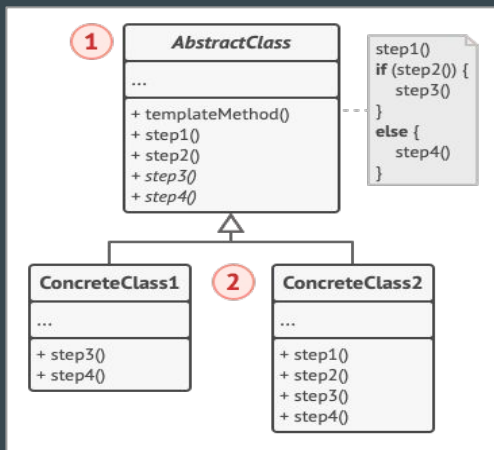 1
AbstractClass
...
+ templateMethod()
+ step1()
+ step2()
+ step3()
+ step4()
step1()
if (step2()) {
step3()
}
else {
step4()
}
ConcreteClass1
...
+ step3()
+ step4()
2
ConcreteClass2
...
+ step1()
+ step2()
+ step3()
+ step4()